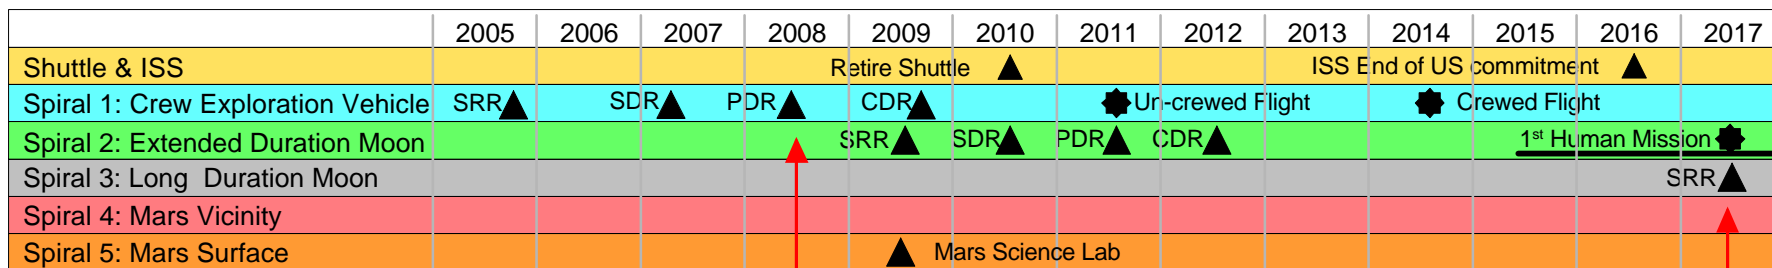 2005 2006 2007 2008 2009 2010 2011 2012 2013 2014 2015 2016 2017
Shuttle & ISS Retire Shuttle ISS End of US commitment
Spiral 1: Crew Exploration Vehicle SRR SDR PDR CDR Un-crewed Flight Crewed Flight
Spiral 2: Extended Duration Moon SRR SDR PDR CDR 1st Human Mission
Spiral 3: Long Duration Moon SRR
Spiral 4: Mars Vicinity
Spiral 5: Mars Surface Mars Science Lab